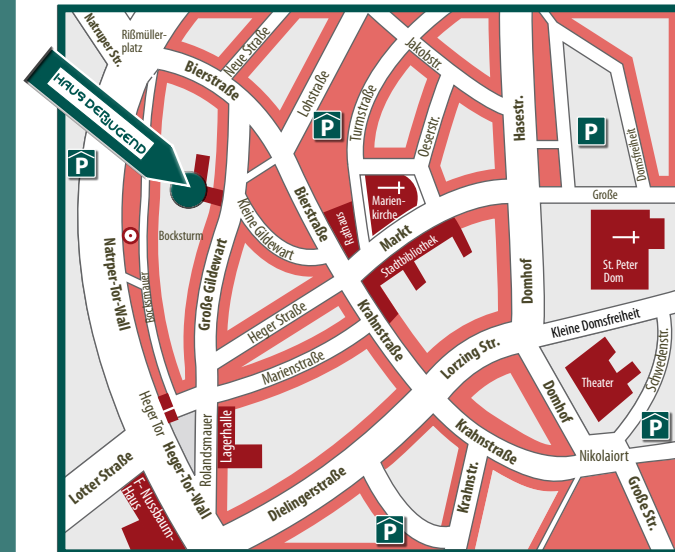 Natruper Str.
Rißmüller-
platz
Bierstraße
Neue Straße
Lohstraße
Turmstraße
Jakobstr.
Oeserstr.
Hasestr.
Domsfreiheit
P
P
P
HAUS DER JUGEND
Große
Marien-
kirche
Bierstraße
Rathaus
Markt
Stadtbibliothek
Kleine Gildewart
Bocksturm
Große Gildewart
Natrper-Tor-Wall
Bocksmauer
St. Peter
Dom
Domhof
Kleine Domsfreiheit
Heger Straße
Krahnstraße
Lorzing Str.
Marienstraße
Theater
Schwedenstr.
Domhof
Heger Tor
Rolandsmauer
Lagerhalle
Krahnstraße
P
Nikolaiort
Heger-Tor-Wall
Lotter Straße
F.-Nussbaum-
Haus
Dielingerstraße
Krahnstr.
Große Str.
P